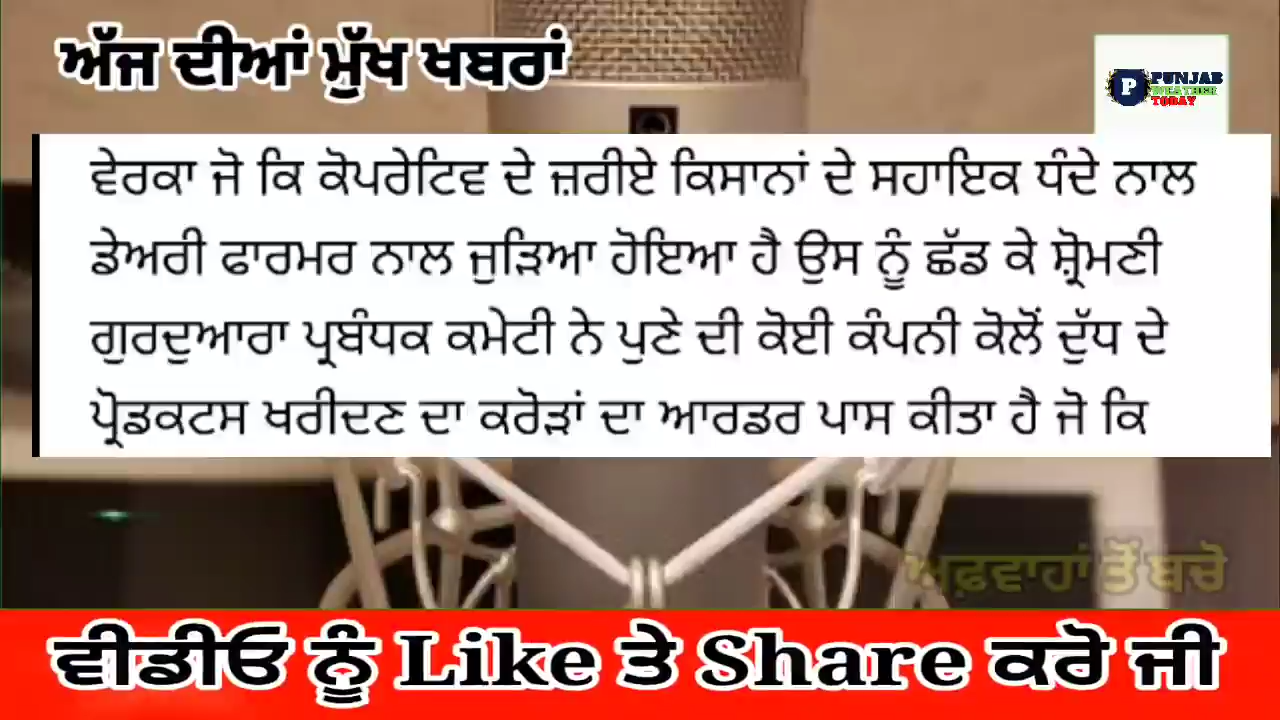 ਅੱਜ ਦੀਆਂ ਮੁੱਖ ਖਬਰਾਂ
PUNJAB
WEATHER
TODAY
ਵੇਰਕਾ ਜੋ ਕਿ ਕੋਪਰੇਟਿਵ ਦੇ ਜ਼ਰੀਏ ਕਿਸਾਨਾਂ ਦੇ ਸਹਾਇਕ ਧੰਦੇ ਨਾਲ
ਡੇਅਰੀ ਫਾਰਮਰ ਨਾਲ ਜੁੜਿਆ ਹੋਇਆ ਹੈ ਉਸ ਨੂੰ ਛੱਡ ਕੇ ਸ਼੍ਰੋਮਣੀ
ਗੁਰਦੁਆਰਾ ਪ੍ਰਬੰਧਕ ਕਮੇਟੀ ਨੇ ਪੁਣੇ ਦੀ ਕੋਈ ਕੰਪਨੀ ਕੋਲੋਂ ਦੁੱਧ ਦੇ
ਪ੍ਰੋਡਕਟਸ ਖਰੀਦਣ ਦਾ ਕਰੋੜਾਂ ਦਾ ਆਰਡਰ ਪਾਸ ਕੀਤਾ ਹੈ ਜੋ ਕਿ
ਅਫ਼ਵਾਹਾਂ ਤੋਂ ਬਚੋ
ਵੀਡੀਓ ਨੂੰ Like ਤੇ Share ਕਰੋ ਜੀ